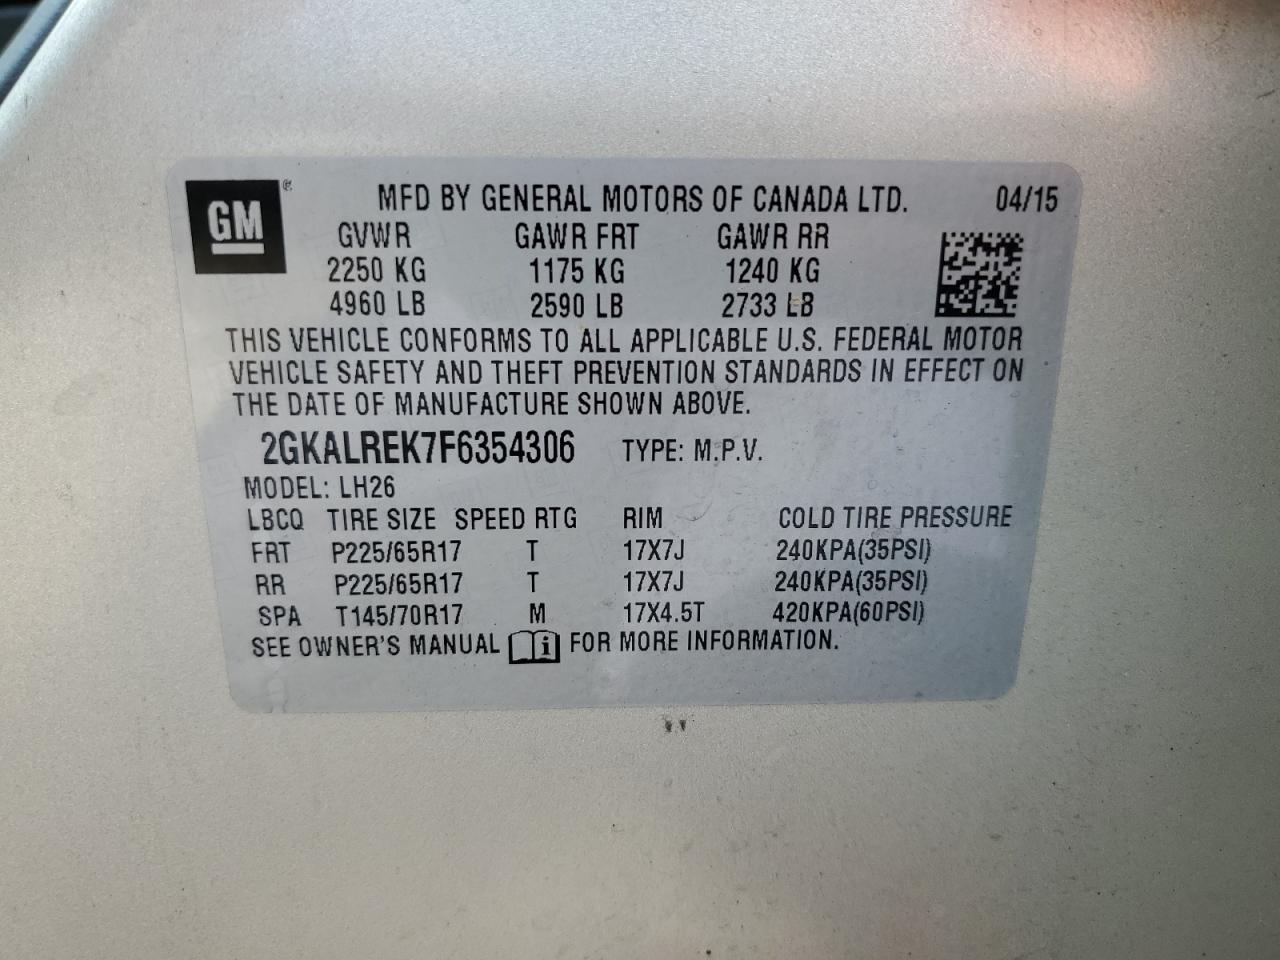 GM ® MFD BY GENERAL MOTORS OF CANADA LTD. 04/15
GVWR GAWR FRT GAWR RR
2250 KG 1175 KG 1240 KG
4960 LB 2590 LB 2733 LB
THIS VEHICLE CONFORMS TO ALL APPLICABLE U.S. FEDERAL MOTOR
VEHICLE SAFETY AND THEFT PREVENTION STANDARDS IN EFFECT ON
THE DATE OF MANUFACTURE SHOWN ABOVE.
2GKALREK7F6354306 TYPE: M.P.V.
MODEL: LH26
LBCQ TIRE SIZE SPEED RTG RIM COLD TIRE PRESSURE
FRT P225/65R17 T 17X7J 240KPA(35PSI)
RR P225/65R17 T 17X7J 240KPA(35PSI)
SPA T145/70R17 M 17X4.5T 420KPA(60PSI)
SEE OWNER'S MANUAL i FOR MORE INFORMATION.